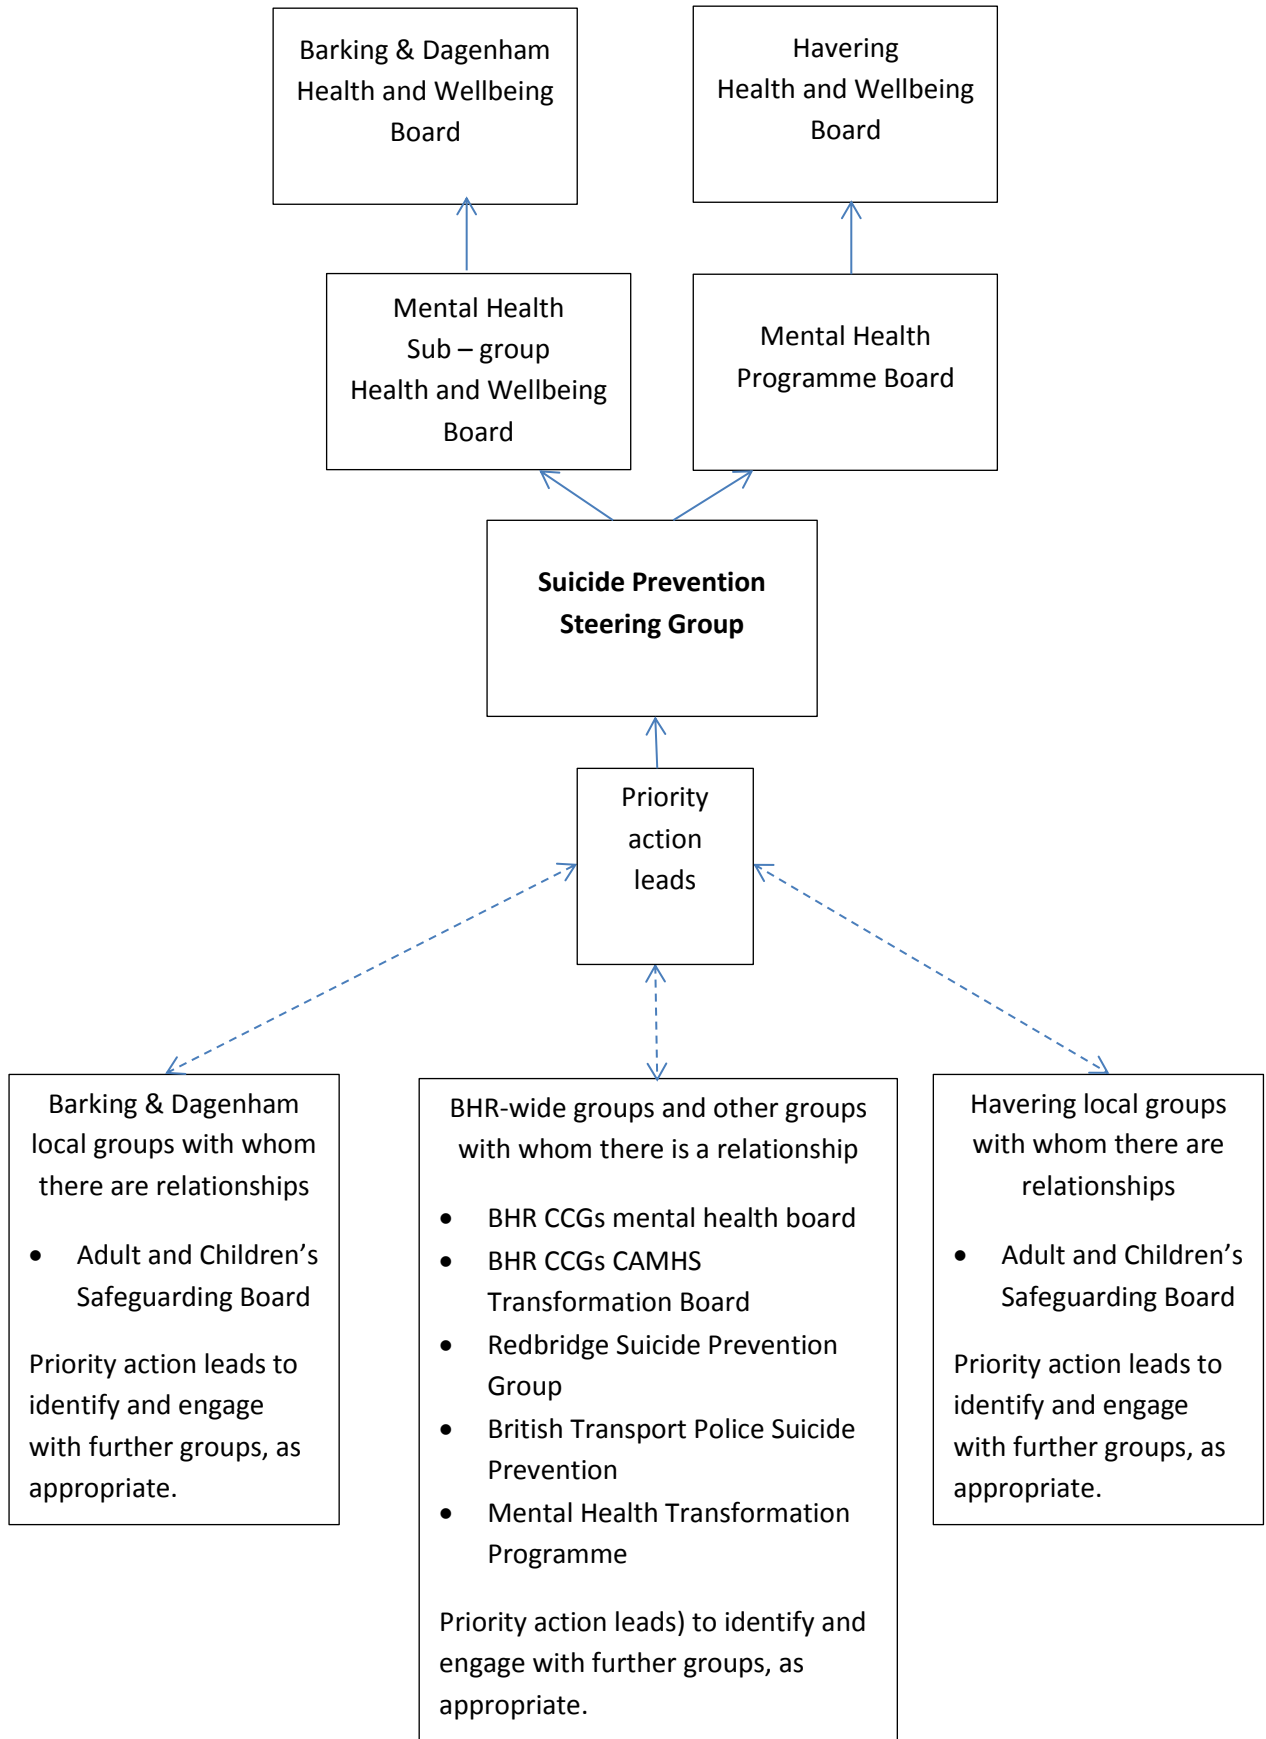 Barking & Dagenham
Health and Wellbeing
Board
Havering
Health and Wellbeing
Board
Mental Health
Sub – group
Health and Wellbeing
Board
Mental Health
Programme Board
Suicide Prevention
Steering Group
Priority
action
leads
Barking & Dagenham
local groups with whom
there are relationships
• Adult and Children’s
Safeguarding Board
Priority action leads to
identify and engage
with further groups, as
appropriate.
BHR-wide groups and other groups
with whom there is a relationship
• BHR CCGs mental health board
• BHR CCGs CAMHS
Transformation Board
• Redbridge Suicide Prevention
Group
• British Transport Police Suicide
Prevention
• Mental Health Transformation
Programme
Priority action leads) to identify and
engage with further groups, as
appropriate.
Havering local groups
with whom there are
relationships
• Adult and Children’s
Safeguarding Board
Priority action leads to
identify and engage
with further groups, as
appropriate.